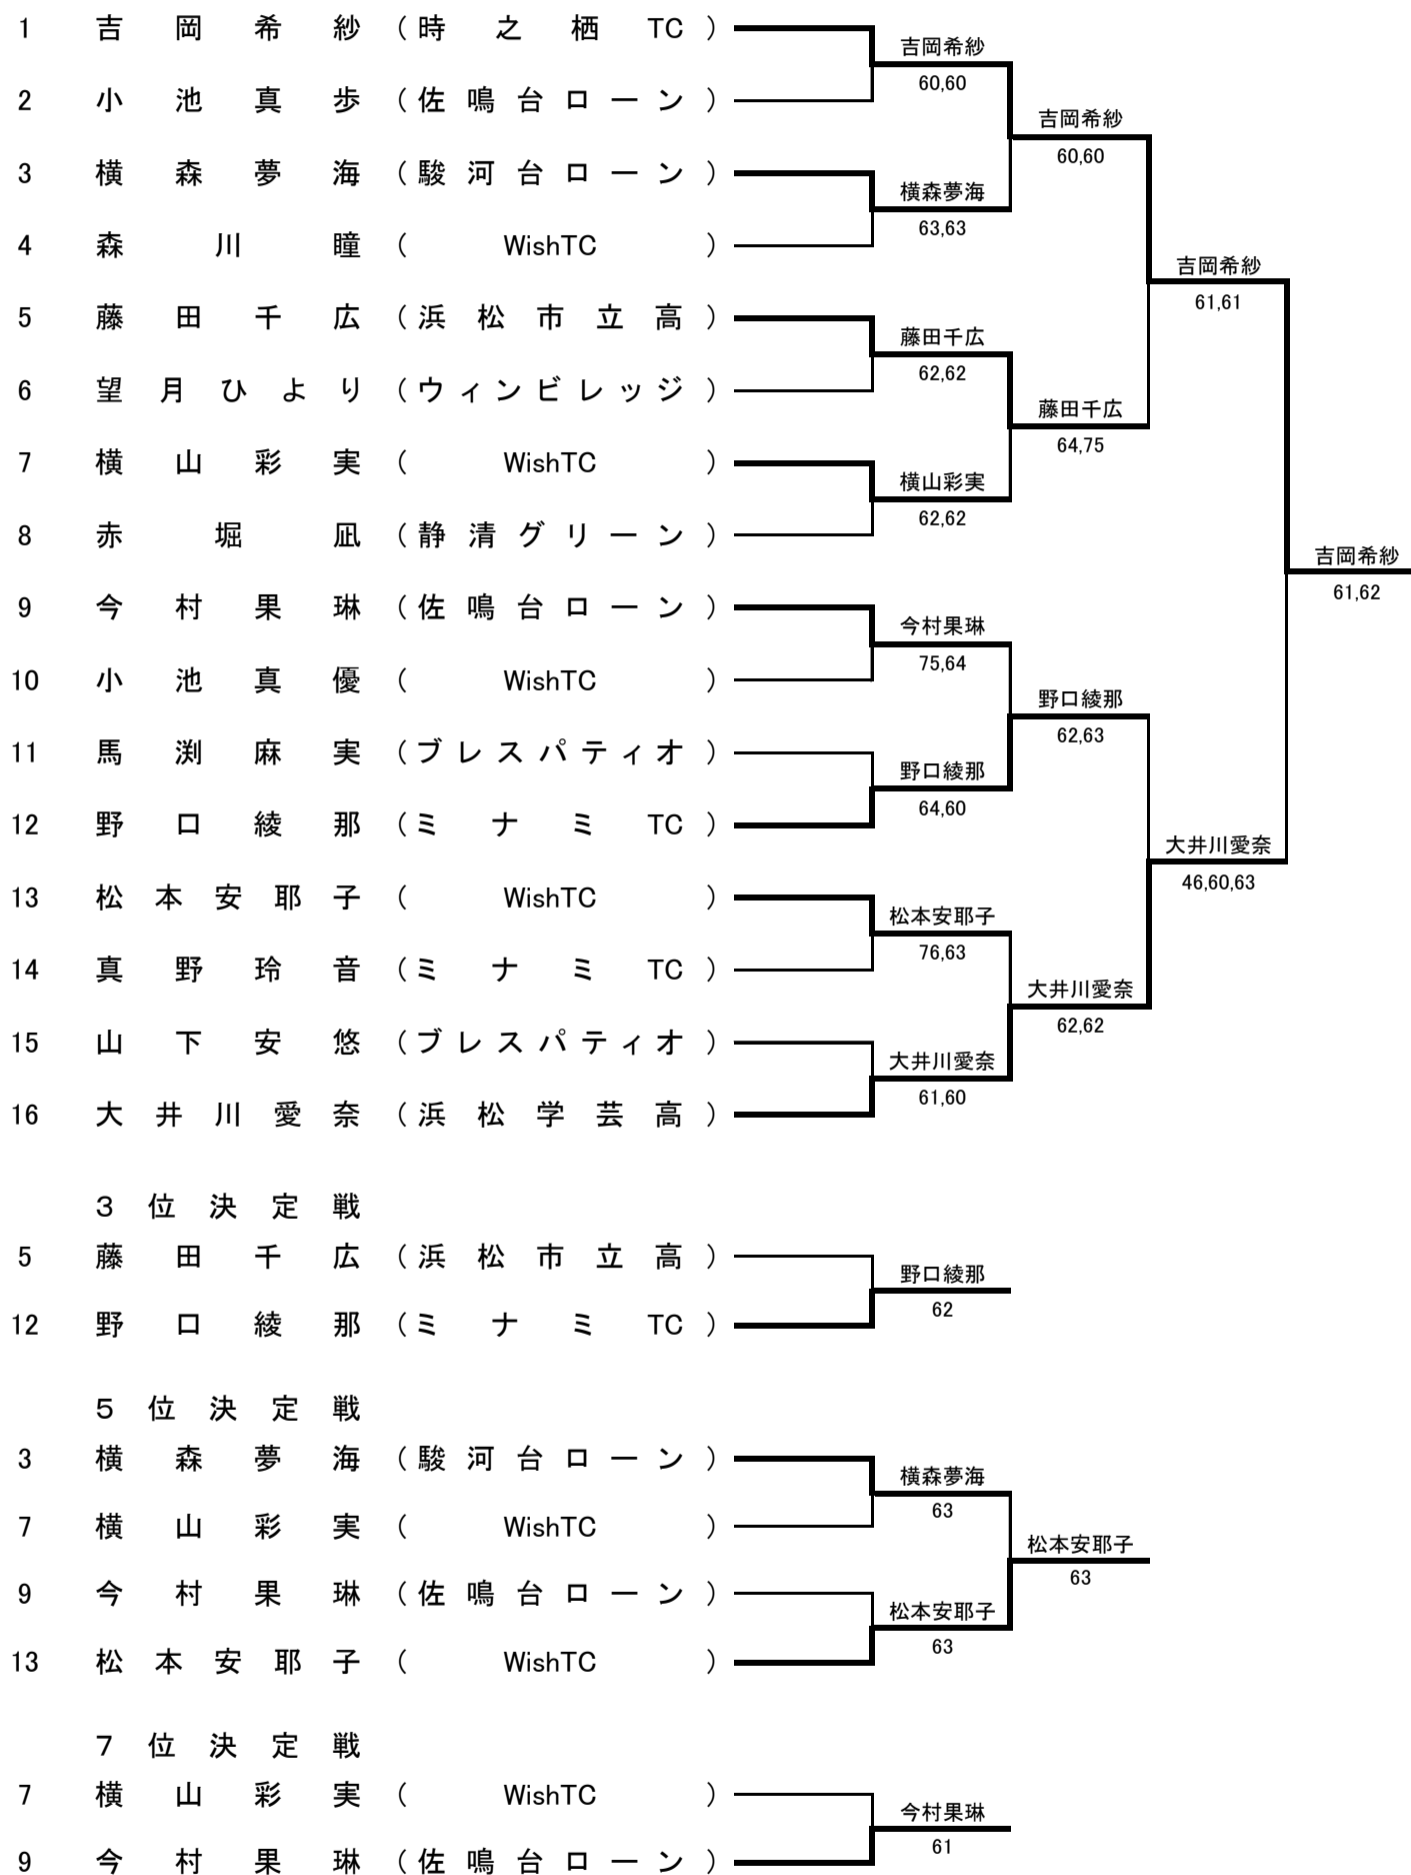 1 吉岡希紗 (時之栖TC)
吉岡希紗
60,60
2 小池真歩 (佐鳴台ローン)
吉岡希紗
60,60
3 横森夢海 (駿河台ローン)
横森夢海
63,63
4 森川瞳 (WishTC)
吉岡希紗
61,61
5 藤田千広 (浜松市立高)
藤田千広
62,62
6 望月ひより (ウィンビレッジ)
藤田千広
64,75
7 横山彩実 (WishTC)
横山彩実
62,62
8 赤堀凪 (静清グリーン)
吉岡希紗
61,62
9 今村果琳 (佐鳴台ローン)
今村果琳
75,64
10 小池真優 (WishTC)
野口綾那
62,63
11 馬渕麻実 (ブレスパティオ)
野口綾那
64,60
12 野口綾那 (ミナミTC)
大井川愛奈
46,60,63
13 松本安耶子 (WishTC)
松本安耶子
76,63
14 真野玲音 (ミナミTC)
大井川愛奈
62,62
15 山下安悠 (ブレスパティオ)
大井川愛奈
61,60
16 大井川愛奈 (浜松学芸高)
3位決定戦
5 藤田千広 (浜松市立高)
野口綾那
62
12 野口綾那 (ミナミTC)
5位決定戦
3 横森夢海 (駿河台ローン)
横森夢海
63
7 横山彩実 (WishTC)
松本安耶子
63
9 今村果琳 (佐鳴台ローン)
松本安耶子
63
13 松本安耶子 (WishTC)
7位決定戦
7 横山彩実 (WishTC)
今村果琳
61
9 今村果琳 (佐鳴台ローン)